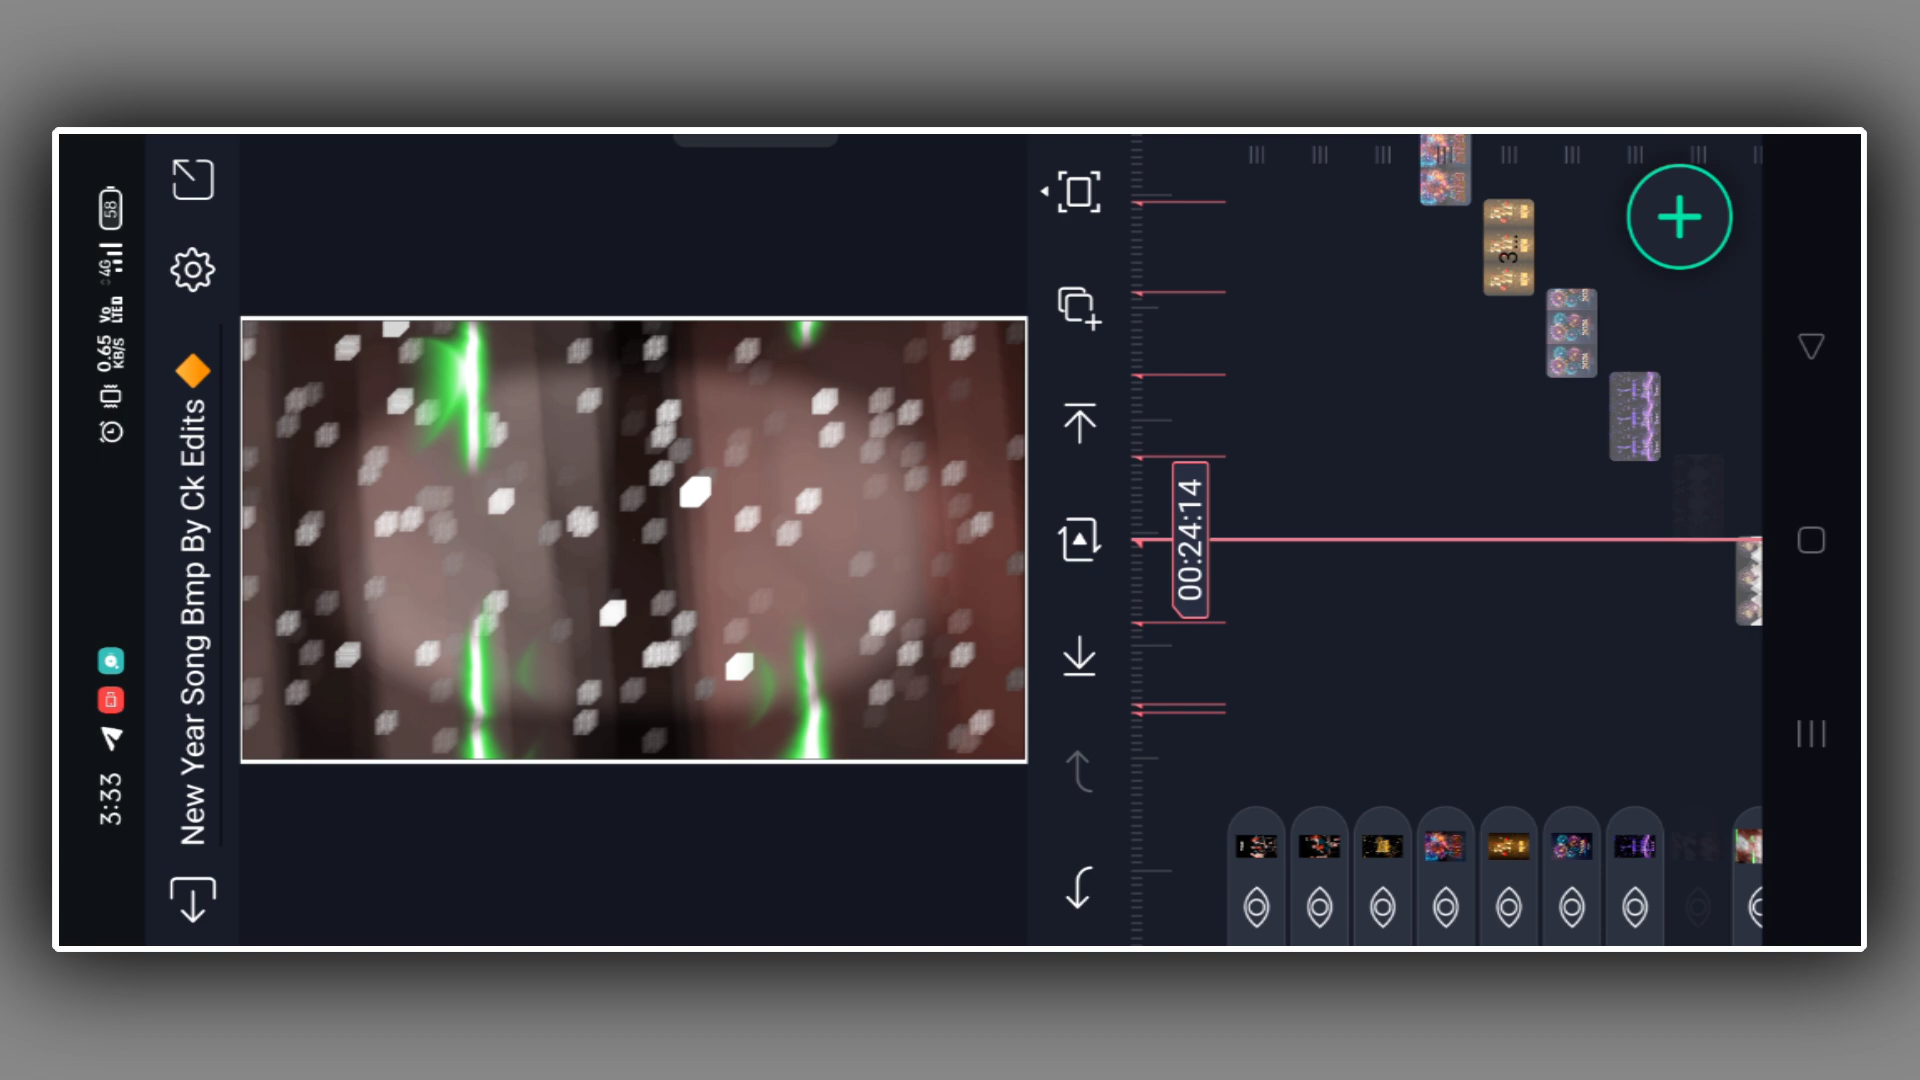 3:33
0.65 KB/S
Vo LTE
4G
58
New Year Song Bmp By Ck Edits 🔶
00:24:14
3...